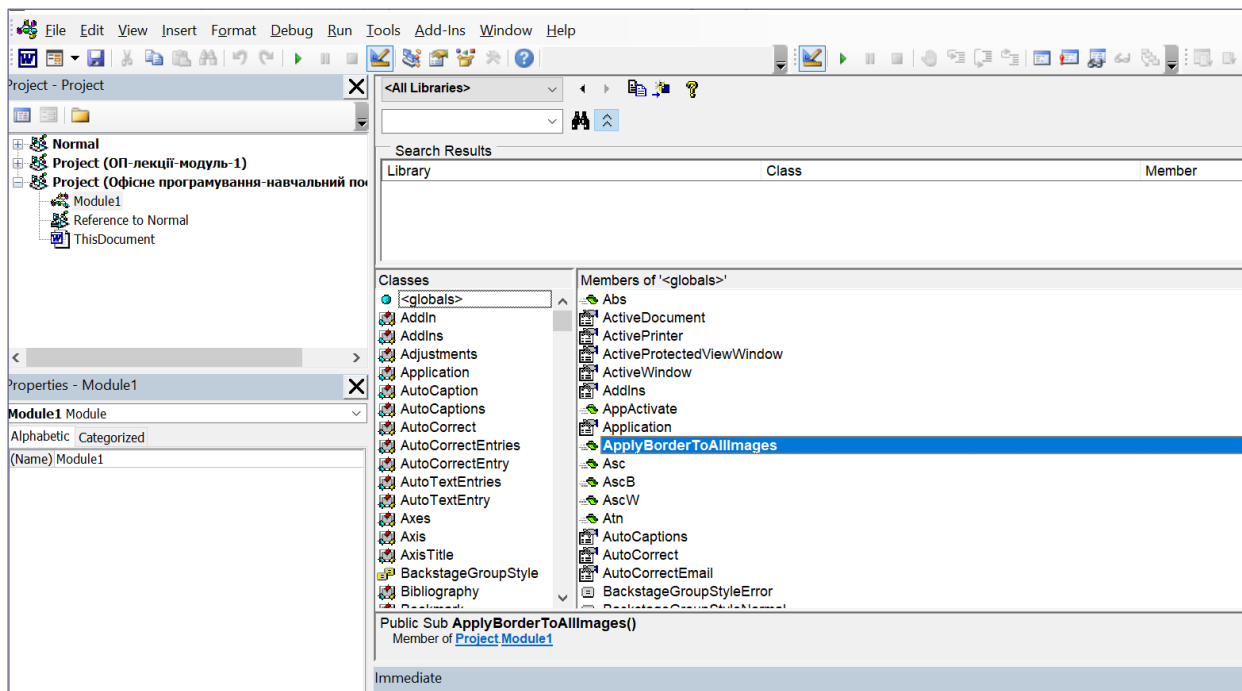 File Edit View Insert Format Debug Run Tools Add-Ins Window Help
Project - Project
Normal
Project (ОП-лекції-модуль-1)
Project (Офісне програмування-навчальний пос
Module1
Reference to Normal
ThisDocument
Properties - Module1
Module1 Module
Alphabetic Categorized
(Name) Module1
<All Libraries>
Search Results
Library Class Member
Classes
<globals>
AddIn
AddIns
Adjustments
Application
AutoCaption
AutoCaptions
AutoCorrect
AutoCorrectEntries
AutoCorrectEntry
AutoTextEntries
AutoTextEntry
Axes
Axis
AxisTitle
BackstageGroupStyle
Bibliography
Bookmark
Members of '<globals>'
Abs
ActiveDocument
ActivePrinter
ActiveProtectedViewWindow
ActiveWindow
AddIns
AppActivate
Application
ApplyBorderToAllImages
Asc
AscB
AscW
Atn
AutoCaptions
AutoCorrect
AutoCorrectEmail
BackstageGroupStyleError
BackstageGroupStyleNormal
Public Sub ApplyBorderToAllImages()
Member of Project.Module1
Immediate